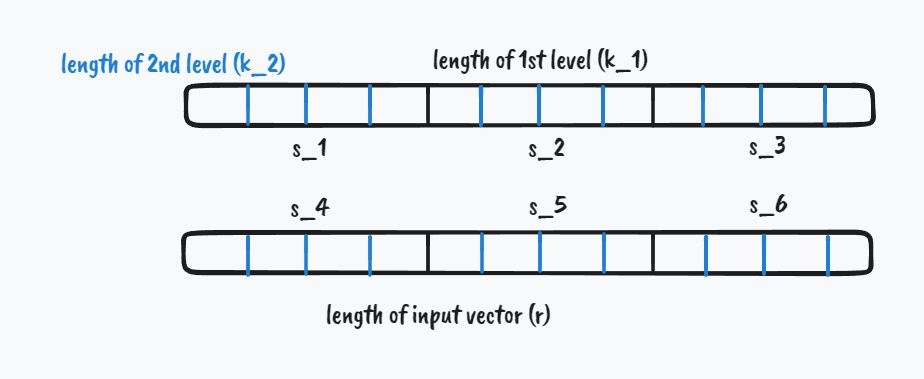 length of 2nd level (k_2)
length of 1st level (k_1)
s_1
s_2
s_3
s_4
s_5
s_6
length of input vector (r)